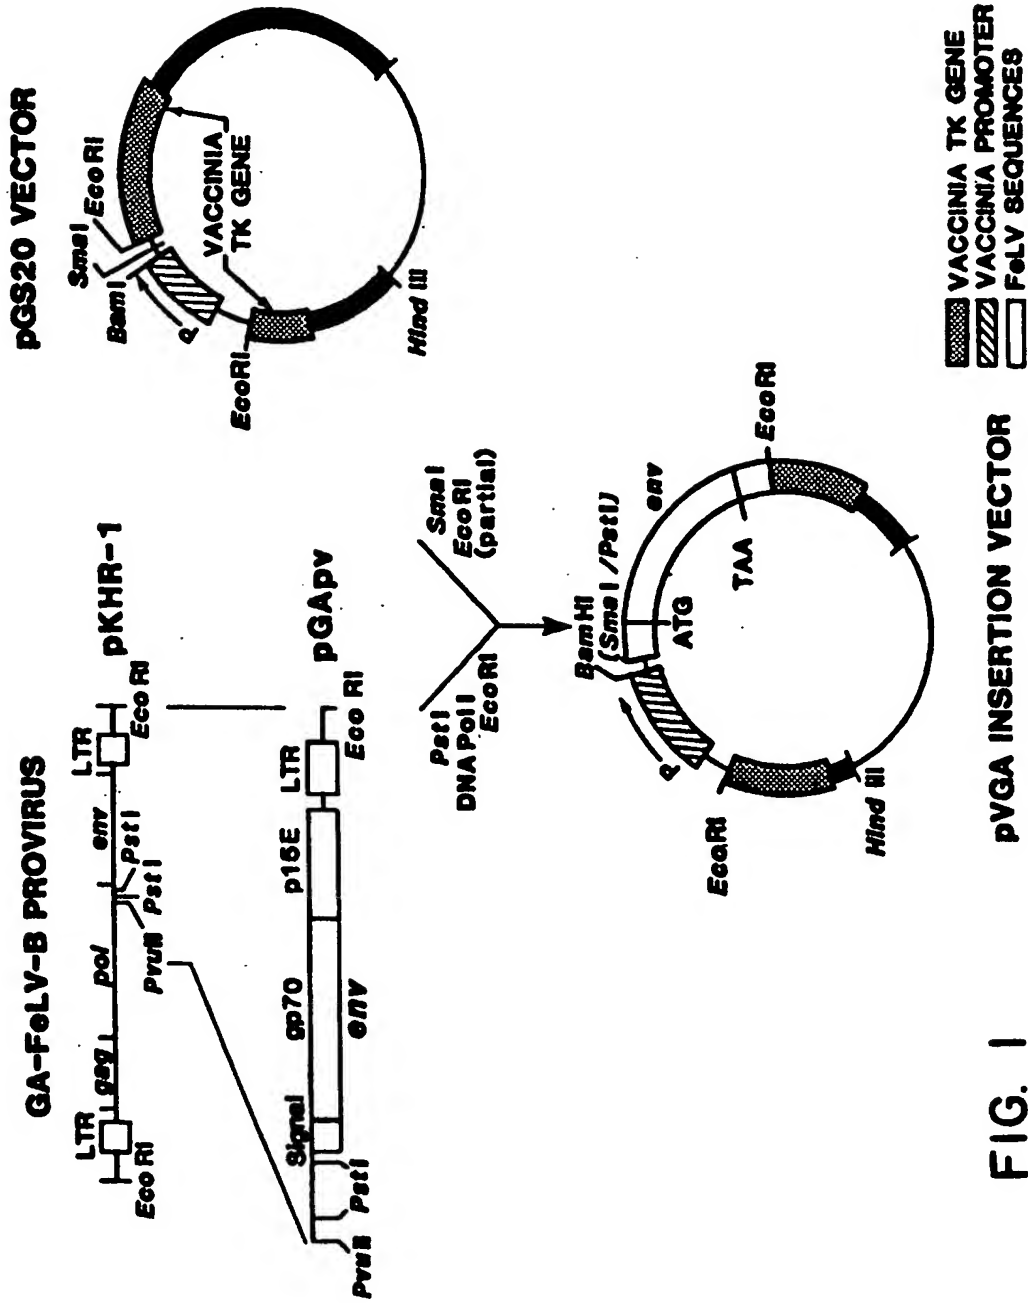 GA-FeLV-B PROVIRUS
LTR
gag
pol
env
LTR
pKHR-1
EcoRI
PvuII
PstI
PstI
EcoRI
Signal
gp70
p15E
LTR
pGApv
PvuII
PstI
env
EcoRI
PstI
DNA Pol I
EcoRI
SmaI
EcoRI
(partial)
pGS20 VECTOR
BamI
SmaI
EcoRI
P
VACCINIA
TK GENE
EcoRI
Hind III
BamHI
(SmaI/PstI)
P
ATG
env
TAA
EcoRI
EcoRI
Hind III
FIG. 1
pVGA INSERTION VECTOR
VACCINIA TK GENE
VACCINIA PROMOTER
FeLV SEQUENCES